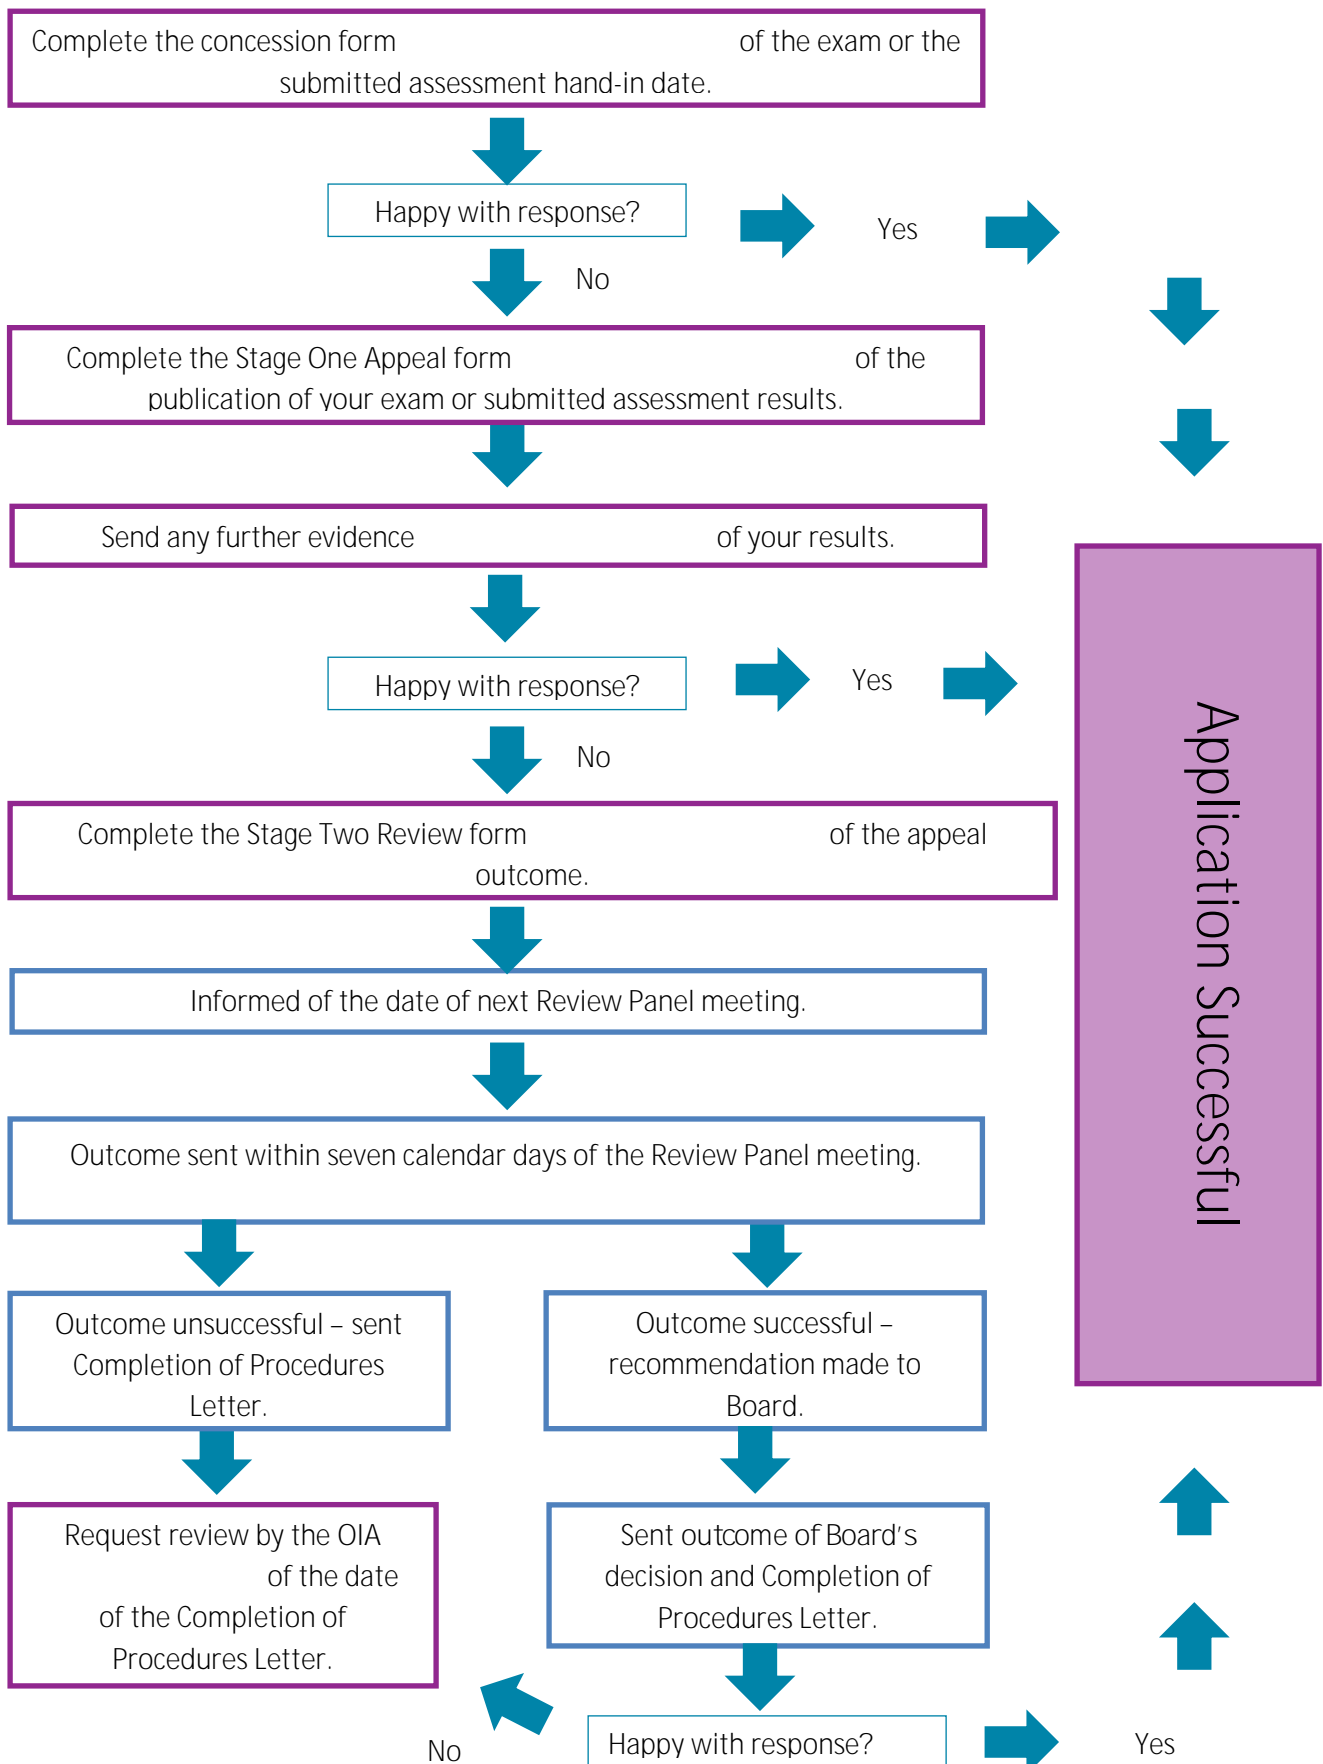 Complete the concession form of the exam or the
submitted assessment hand-in date.
Happy with response?
Yes
No
Complete the Stage One Appeal form of the
publication of your exam or submitted assessment results.
Send any further evidence of your results.
Happy with response?
Yes
No
Complete the Stage Two Review form of the appeal
outcome.
Informed of the date of next Review Panel meeting.
Outcome sent within seven calendar days of the Review Panel meeting.
Outcome unsuccessful – sent
Completion of Procedures
Letter.
Outcome successful –
recommendation made to
Board.
Request review by the OIA
of the date
of the Completion of
Procedures Letter.
Sent outcome of Board's
decision and Completion of
Procedures Letter.
No
Happy with response?
Yes
Application Successful